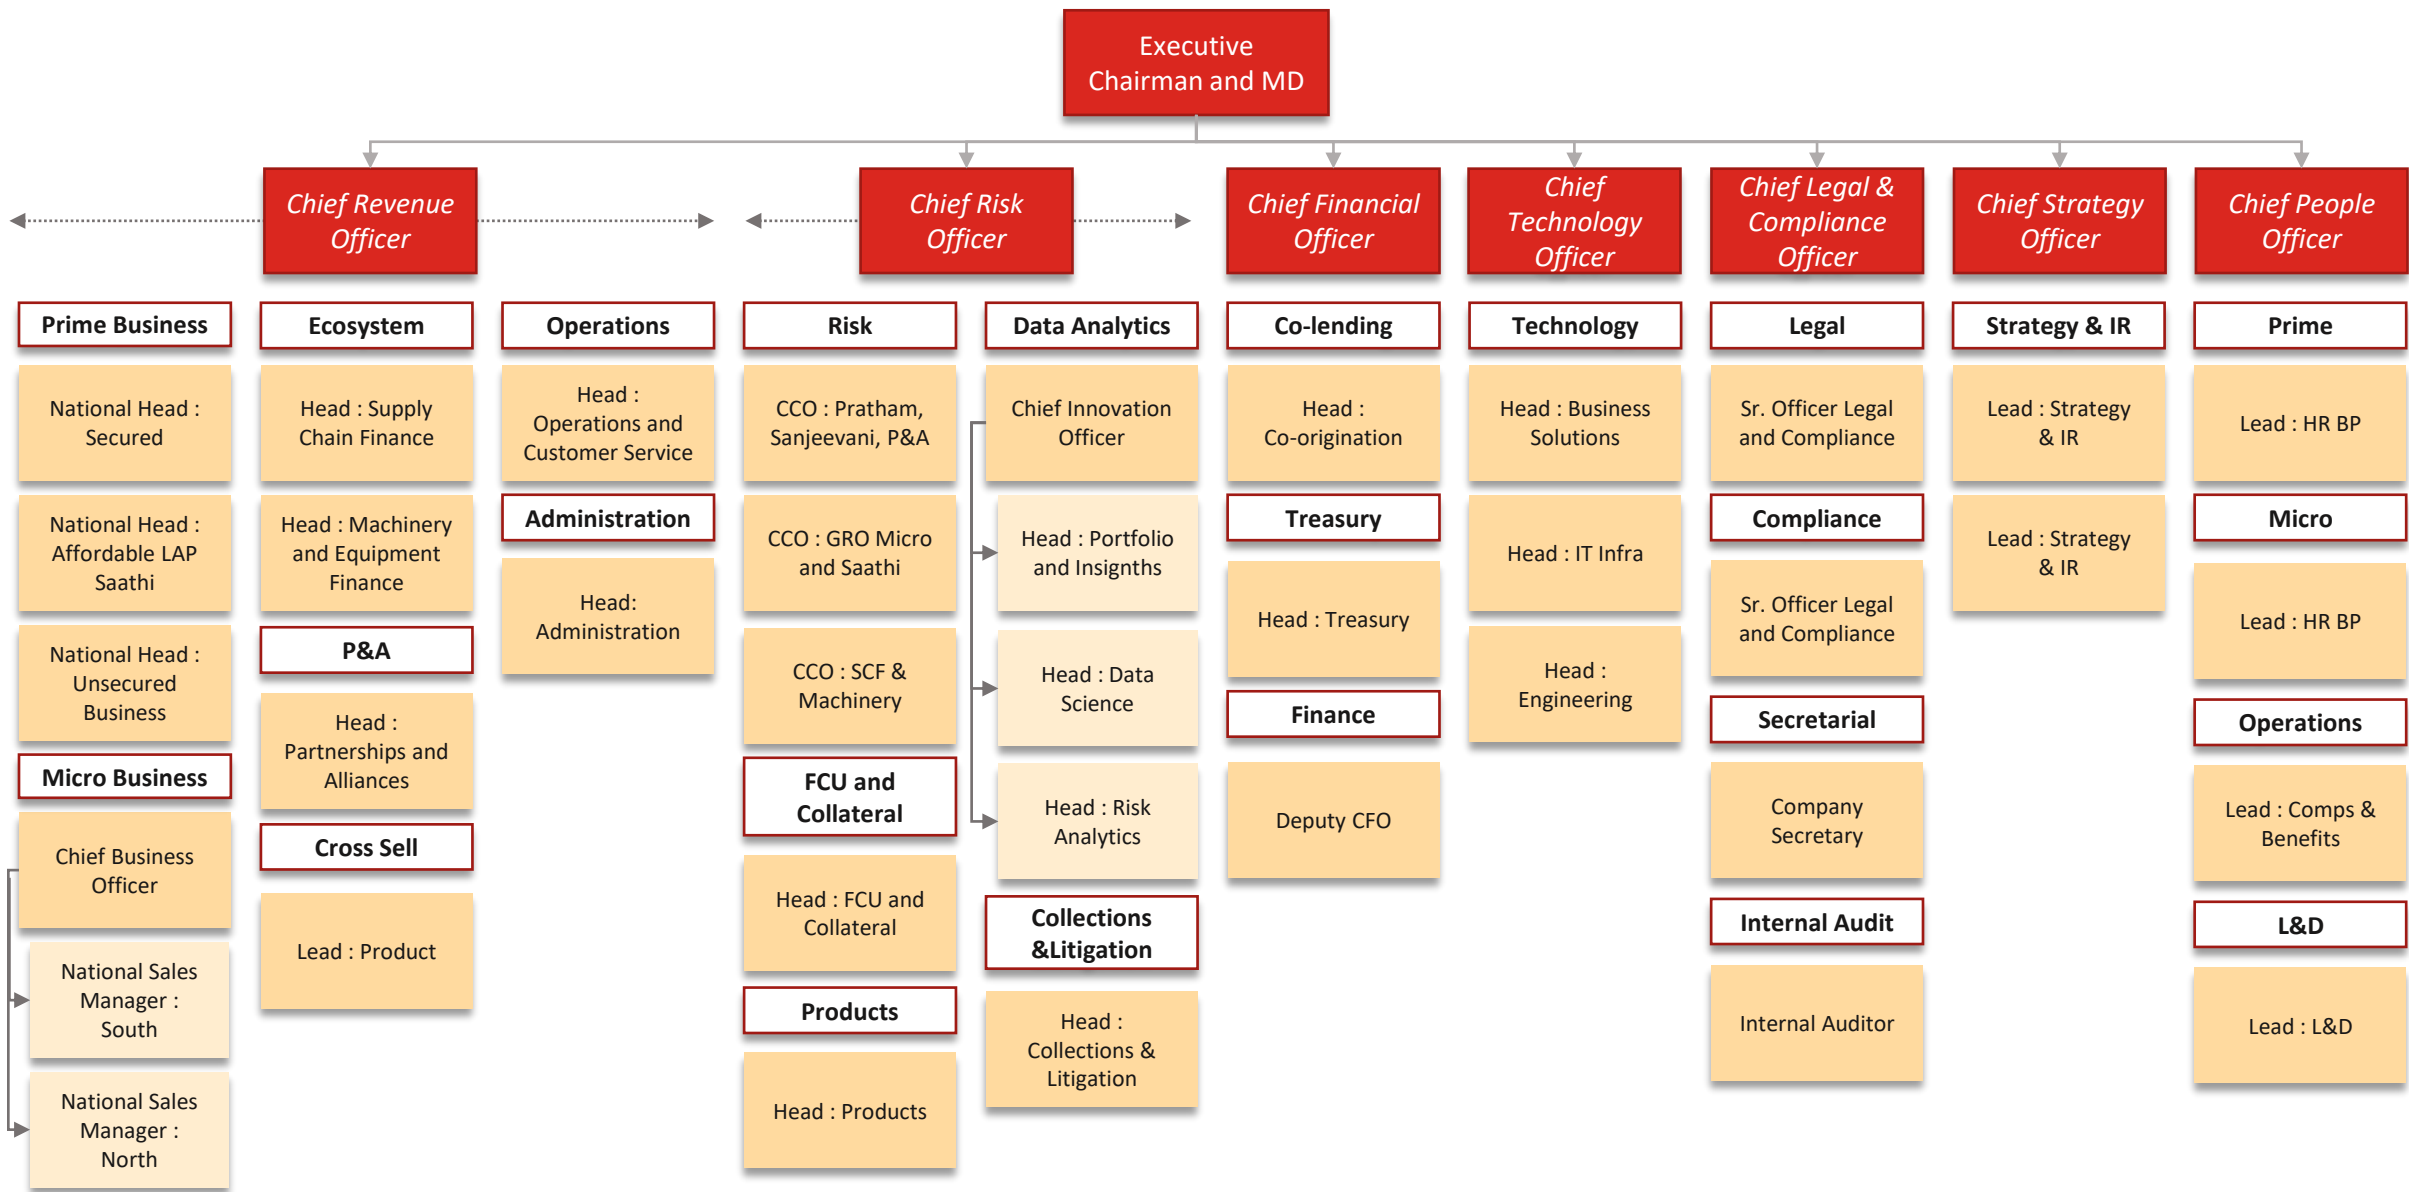 Executive
Chairman and MD
Chief Revenue
Officer
Chief Risk
Officer
Chief Financial
Officer
Chief
Technology
Officer
Chief Legal &
Compliance
Officer
Chief Strategy
Officer
Chief People
Officer
Prime Business
National Head :
Secured
National Head :
Affordable LAP
Saathi
National Head :
Unsecured
Business
Micro Business
Chief Business
Officer
National Sales
Manager :
South
National Sales
Manager :
North
Ecosystem
Head : Supply
Chain Finance
Head : Machinery
and Equipment
Finance
P&A
Head :
Partnerships and
Alliances
Cross Sell
Lead : Product
Operations
Head :
Operations and
Customer Service
Administration
Head:
Administration
Risk
CCO : Pratham,
Sanjeevani, P&A
CCO : GRO Micro
and Saathi
CCO : SCF &
Machinery
FCU and
Collateral
Head : FCU and
Collateral
Products
Head : Products
Data Analytics
Chief Innovation
Officer
Head : Portfolio
and Insignths
Head : Data
Science
Head : Risk
Analytics
Collections
&Litigation
Head :
Collections &
Litigation
Co-lending
Head :
Co-origination
Treasury
Head : Treasury
Finance
Deputy CFO
Technology
Head : Business
Solutions
Head : IT Infra
Head :
Engineering
Legal
Sr. Officer Legal
and Compliance
Compliance
Sr. Officer Legal
and Compliance
Secretarial
Company
Secretary
Internal Audit
Internal Auditor
Strategy & IR
Lead : Strategy
& IR
Lead : Strategy
& IR
Prime
Lead : HR BP
Micro
Lead : HR BP
Operations
Lead : Comps &
Benefits
L&D
Lead : L&D